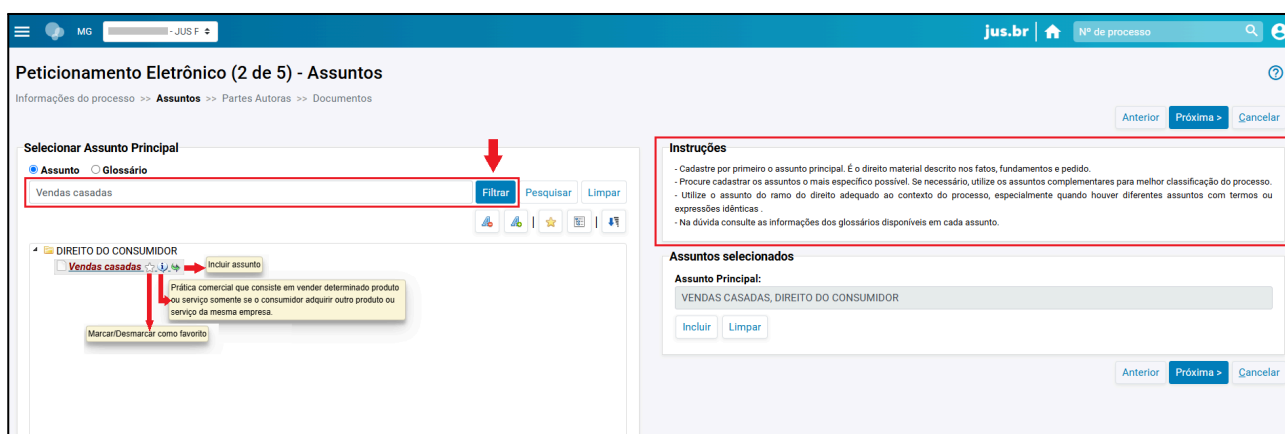 MG - JUS F
jus.br Nº de processo
Peticionamento Eletrônico (2 de 5) - Assuntos
Informações do processo >> Assuntos >> Partes Autoras >> Documentos
Anterior Próxima > Cancelar
Selecionar Assunto Principal
Assunto Glossário
Vendas casadas Filtrar Pesquisar Limpar
DIREITO DO CONSUMIDOR
Vendas casadas Incluir assunto
Prática comercial que consiste em vender determinado produto
ou serviço somente se o consumidor adquirir outro produto ou
serviço da mesma empresa.
Marcar/Desmarcar como favorito
Instruções
- Cadastre por primeiro o assunto principal. É o direito material descrito nos fatos, fundamentos e pedido.
- Procure cadastrar os assuntos o mais específico possível. Se necessário, utilize os assuntos complementares para melhor classificação do processo.
- Utilize o assunto do ramo do direito adequado ao contexto do processo, especialmente quando houver diferentes assuntos com termos ou
expressões idênticas .
- Na dúvida consulte as informações dos glossários disponíveis em cada assunto.
Assuntos selecionados
Assunto Principal:
VENDAS CASADAS, DIREITO DO CONSUMIDOR
Incluir Limpar
Anterior Próxima > Cancelar